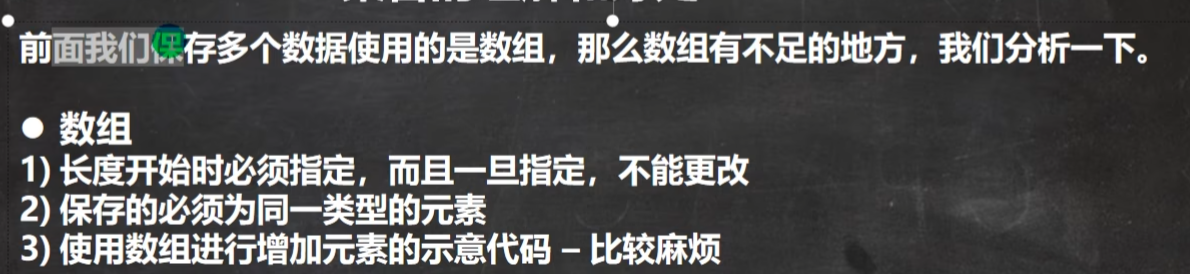 前面我们保存多个数据使用的是数组，那么数组有不足的地方，我们分析一下。
● 数组
1) 长度开始时必须指定，而且一旦指定，不能更改
2) 保存的必须为同一类型的元素
3) 使用数组进行增加元素的示意代码 – 比较麻烦